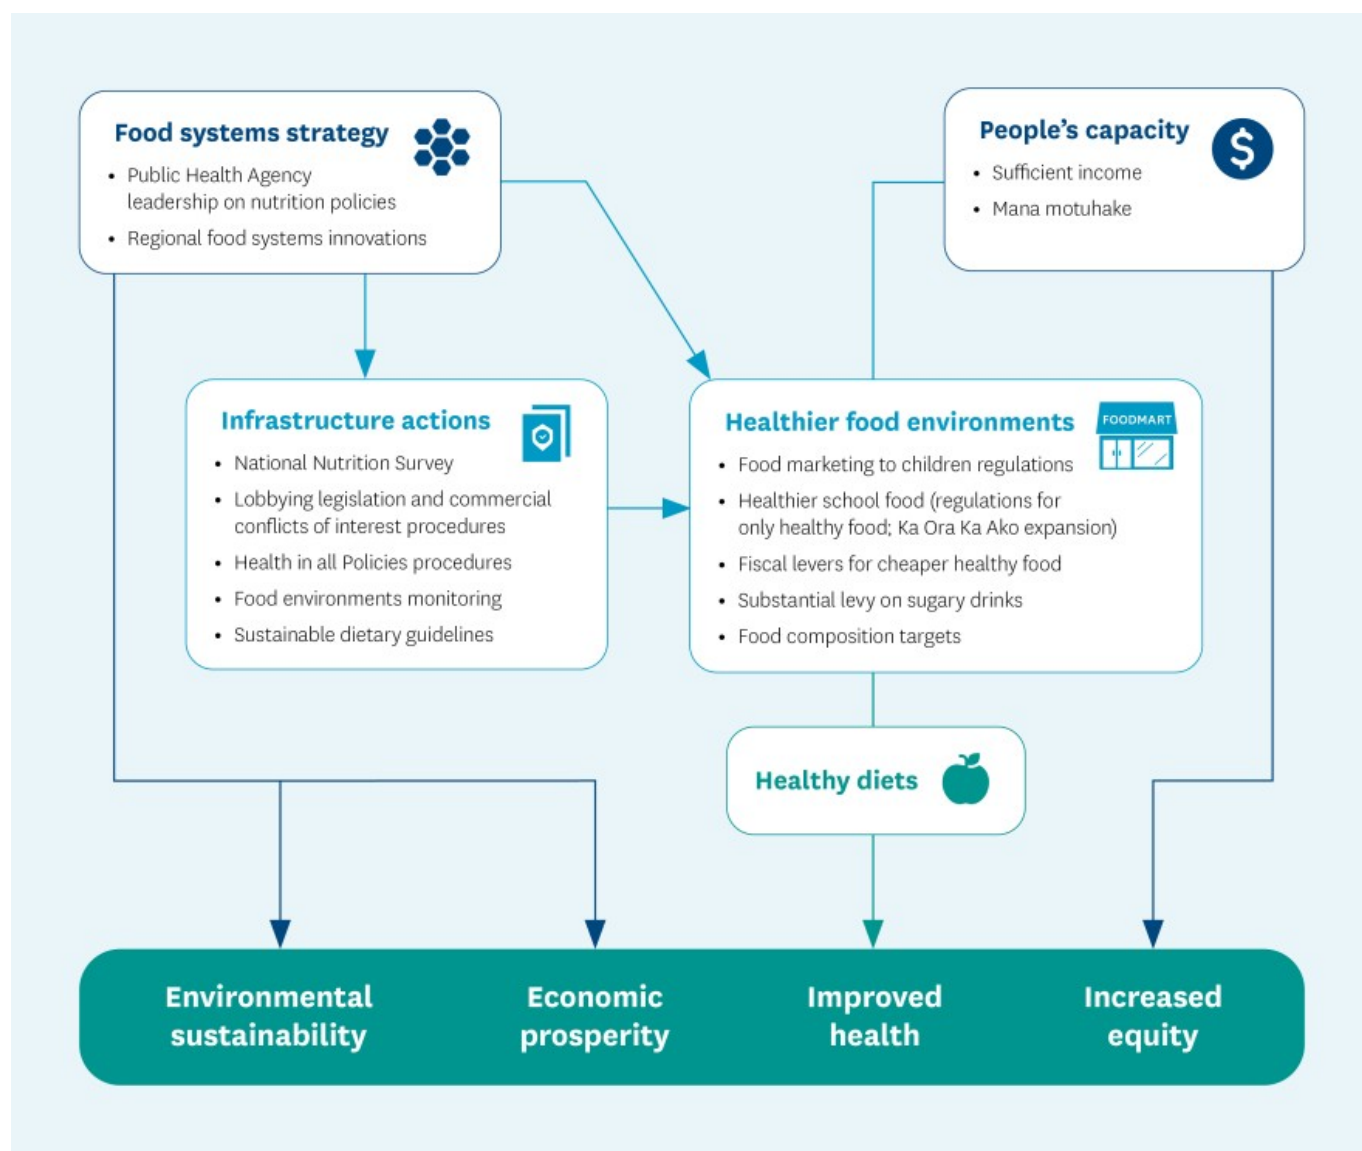 Food systems strategy
• Public Health Agency
leadership on nutrition policies
• Regional food systems innovations
People's capacity
• Sufficient income
• Mana motuhake
Infrastructure actions
• National Nutrition Survey
• Lobbying legislation and commercial
conflicts of interest procedures
• Health in all Policies procedures
• Food environments monitoring
• Sustainable dietary guidelines
Healthier food environments
FOODMART
• Food marketing to children regulations
• Healthier school food (regulations for
only healthy food; Ka Ora Ka Ako expansion)
• Fiscal levers for cheaper healthy food
• Substantial levy on sugary drinks
• Food composition targets
Healthy diets
Environmental
sustainability
Economic
prosperity
Improved
health
Increased
equity